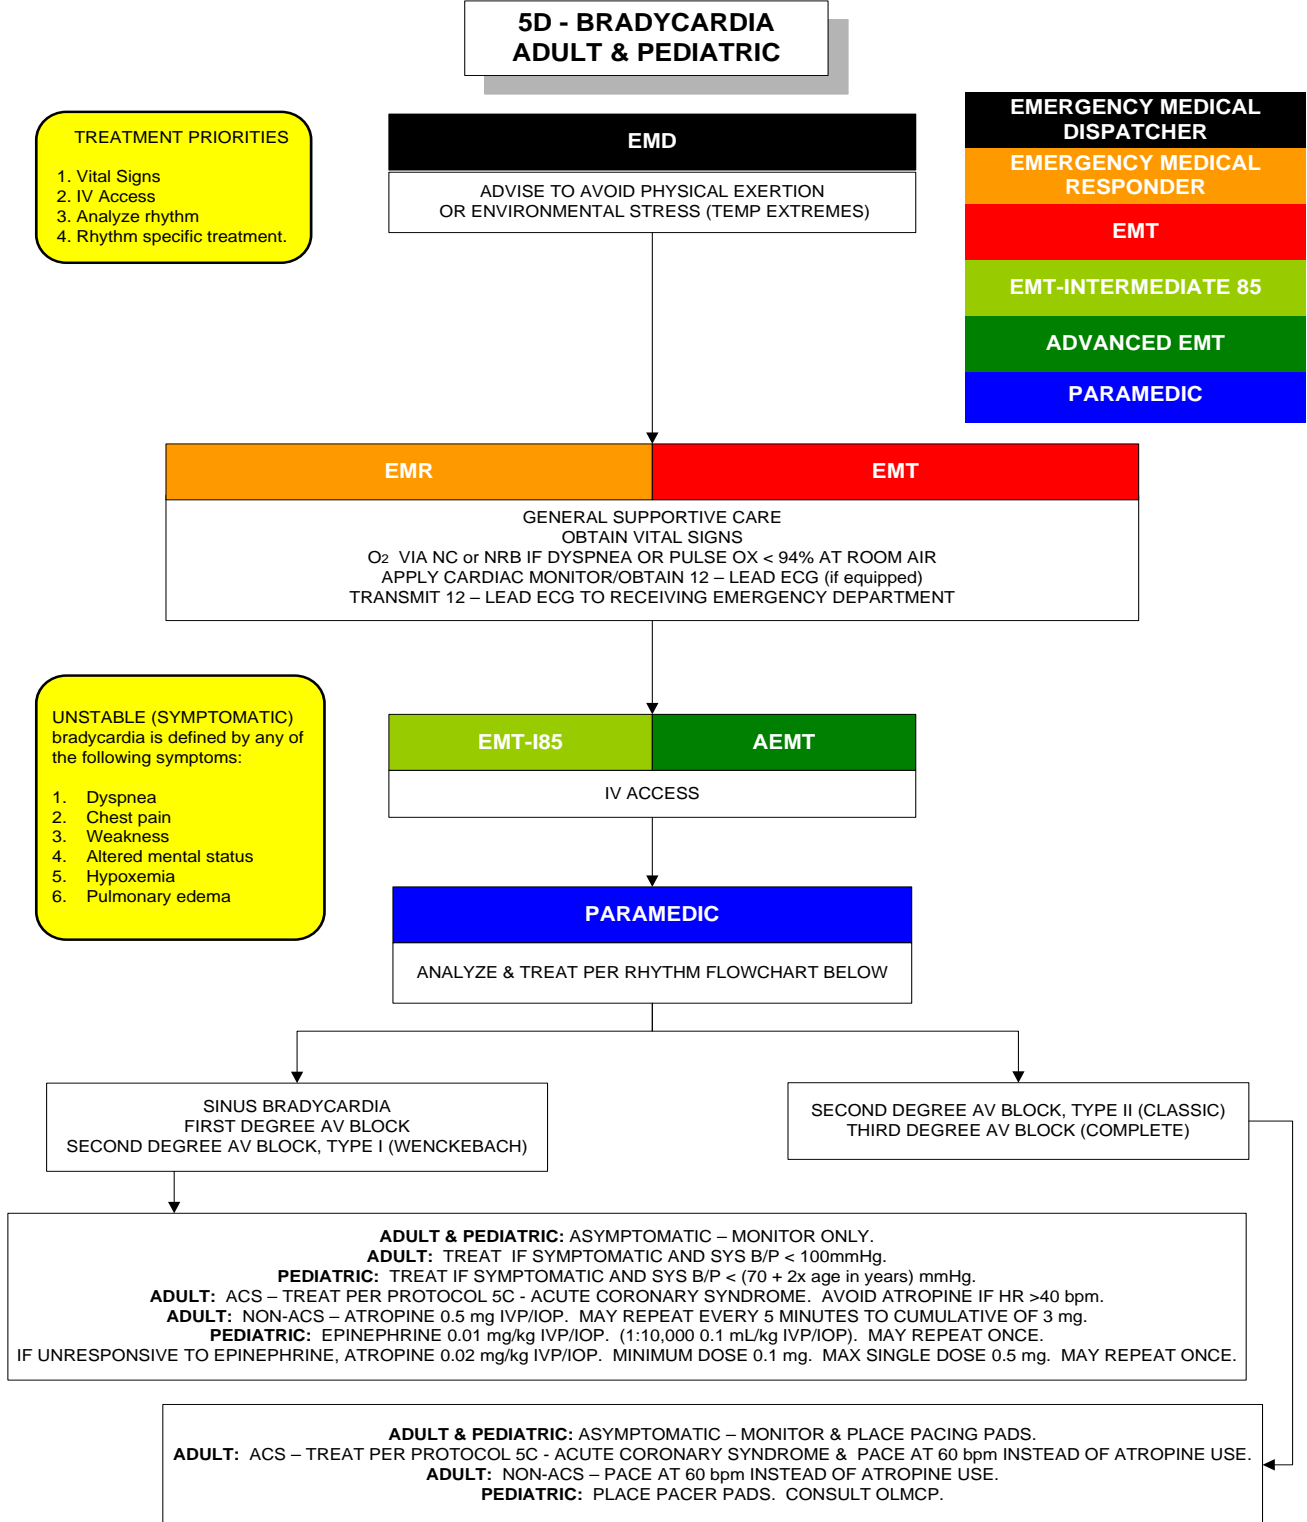 5D - BRADYCARDIA
ADULT & PEDIATRIC
TREATMENT PRIORITIES
1. Vital Signs
2. IV Access
3. Analyze rhythm
4. Rhythm specific treatment.
EMD
ADVISE TO AVOID PHYSICAL EXERTION
OR ENVIRONMENTAL STRESS (TEMP EXTREMES)
EMERGENCY MEDICAL
DISPATCHER
EMERGENCY MEDICAL
RESPONDER
EMT
EMT-INTERMEDIATE 85
ADVANCED EMT
PARAMEDIC
EMR
EMT
GENERAL SUPPORTIVE CARE
OBTAIN VITAL SIGNS
O2 VIA NC or NRB IF DYSPNEA OR PULSE OX < 94% AT ROOM AIR
APPLY CARDIAC MONITOR/OBTAIN 12 – LEAD ECG (if equipped)
TRANSMIT 12 – LEAD ECG TO RECEIVING EMERGENCY DEPARTMENT
UNSTABLE (SYMPTOMATIC)
bradycardia is defined by any of
the following symptoms:
1. Dyspnea
2. Chest pain
3. Weakness
4. Altered mental status
5. Hypoxemia
6. Pulmonary edema
EMT-I85
AEMT
IV ACCESS
PARAMEDIC
ANALYZE & TREAT PER RHYTHM FLOWCHART BELOW
SINUS BRADYCARDIA
FIRST DEGREE AV BLOCK
SECOND DEGREE AV BLOCK, TYPE I (WENCKEBACH)
SECOND DEGREE AV BLOCK, TYPE II (CLASSIC)
THIRD DEGREE AV BLOCK (COMPLETE)
ADULT & PEDIATRIC: ASYMPTOMATIC – MONITOR ONLY.
ADULT: TREAT IF SYMPTOMATIC AND SYS B/P < 100mmHg.
PEDIATRIC: TREAT IF SYMPTOMATIC AND SYS B/P < (70 + 2x age in years) mmHg.
ADULT: ACS – TREAT PER PROTOCOL 5C - ACUTE CORONARY SYNDROME. AVOID ATROPINE IF HR >40 bpm.
ADULT: NON-ACS – ATROPINE 0.5 mg IVP/IOP. MAY REPEAT EVERY 5 MINUTES TO CUMULATIVE OF 3 mg.
PEDIATRIC: EPINEPHRINE 0.01 mg/kg IVP/IOP. (1:10,000 0.1 mL/kg IVP/IOP). MAY REPEAT ONCE.
IF UNRESPONSIVE TO EPINEPHRINE, ATROPINE 0.02 mg/kg IVP/IOP. MINIMUM DOSE 0.1 mg. MAX SINGLE DOSE 0.5 mg. MAY REPEAT ONCE.
ADULT & PEDIATRIC: ASYMPTOMATIC – MONITOR & PLACE PACING PADS.
ADULT: ACS – TREAT PER PROTOCOL 5C - ACUTE CORONARY SYNDROME & PACE AT 60 bpm INSTEAD OF ATROPINE USE.
ADULT: NON-ACS – PACE AT 60 bpm INSTEAD OF ATROPINE USE.
PEDIATRIC: PLACE PACER PADS. CONSULT OLMCP.